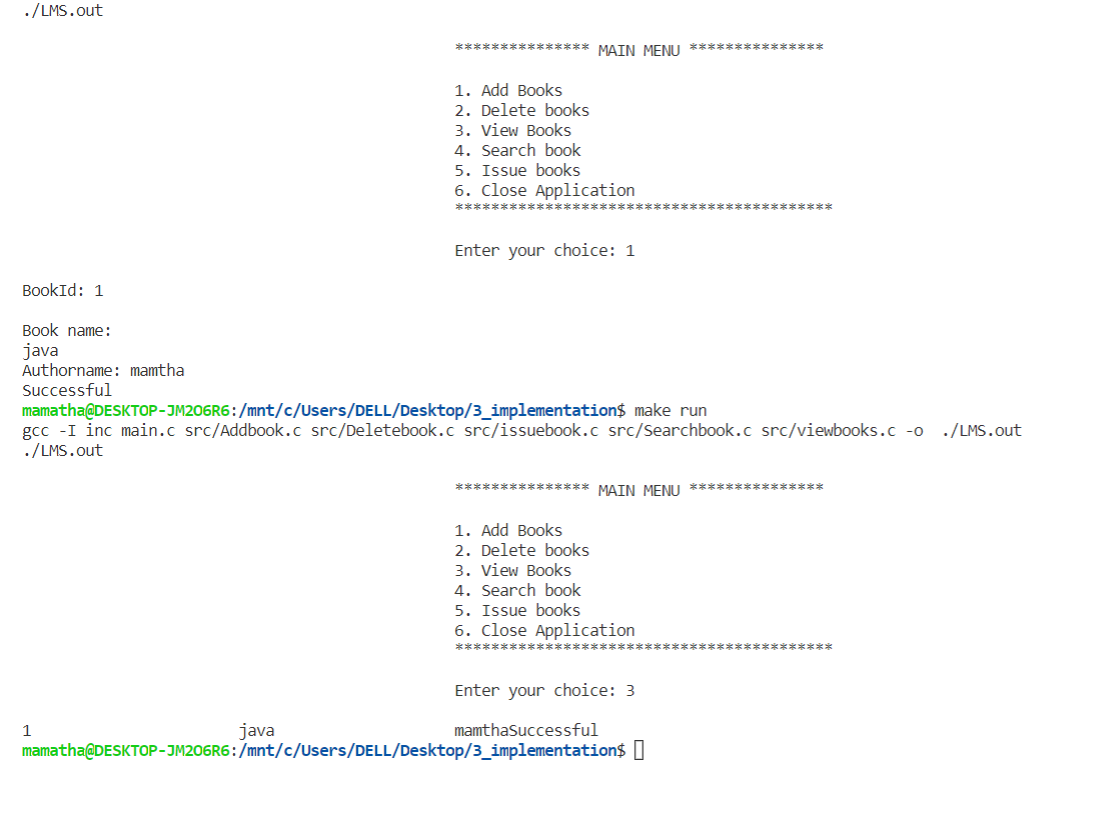 ./LMS.out
*************** MAIN MENU ***************
1. Add Books
2. Delete books
3. View Books
4. Search book
5. Issue books
6. Close Application
******************************************
Enter your choice: 1
BookId: 1
Book name:
java
Authorname: mamtha
Successful
mamatha@DESKTOP-JM2O6R6:/mnt/c/Users/DELL/Desktop/3_implementation$ make run
gcc -I inc main.c src/Addbook.c src/Deletebook.c src/issuebook.c src/Searchbook.c src/viewbooks.c -o  ./LMS.out
./LMS.out
*************** MAIN MENU ***************
1. Add Books
2. Delete books
3. View Books
4. Search book
5. Issue books
6. Close Application
******************************************
Enter your choice: 3
1                       java                    mamthaSuccessful
mamatha@DESKTOP-JM2O6R6:/mnt/c/Users/DELL/Desktop/3_implementation$